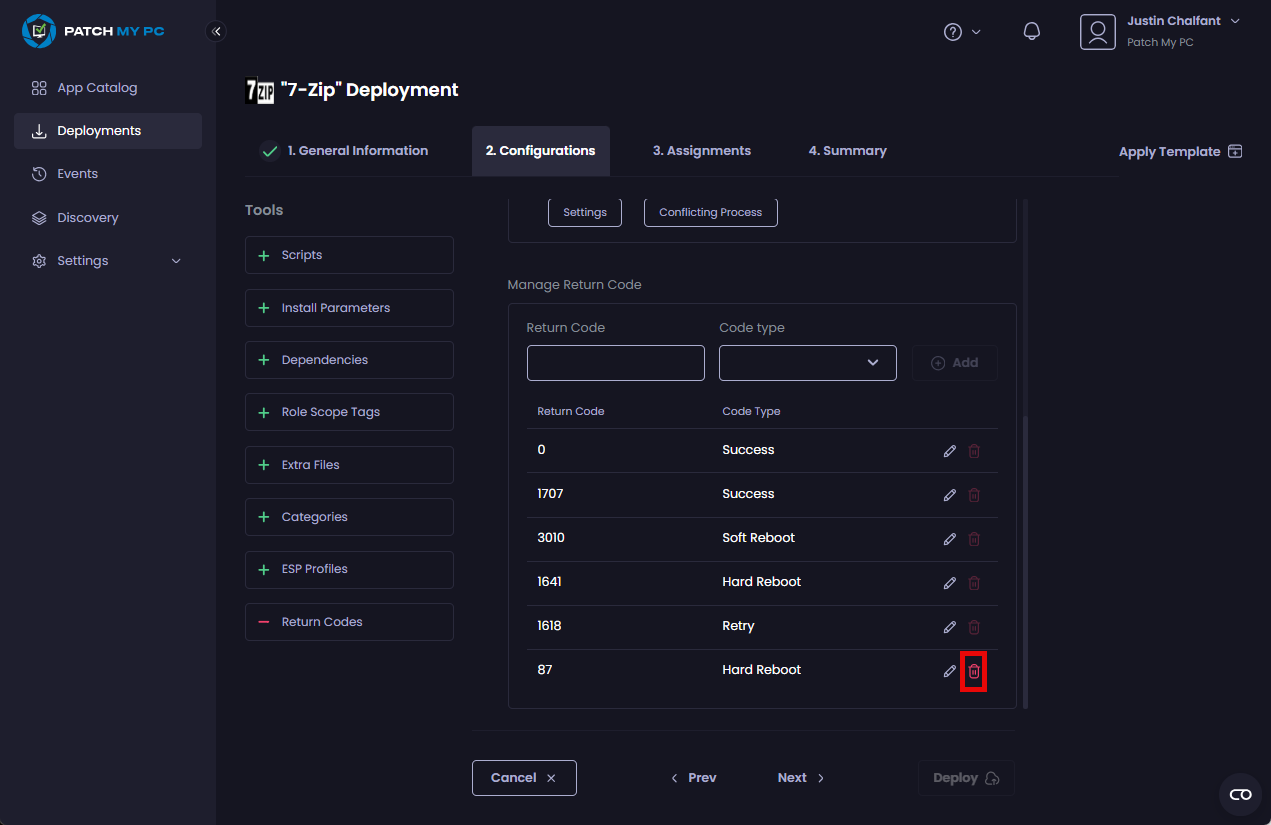 PATCH MY PC
Justin Chalfant
Patch My PC
App Catalog
Deployments
Events
Discovery
Settings
7ZIP "7-Zip" Deployment
1. General Information
2. Configurations
3. Assignments
4. Summary
Apply Template
Tools
Scripts
Install Parameters
Dependencies
Role Scope Tags
Extra Files
Categories
ESP Profiles
Return Codes
Settings
Conflicting Process
Manage Return Code
Return Code
Code type
Add
Return Code Code Type
0 Success
1707 Success
3010 Soft Reboot
1641 Hard Reboot
1618 Retry
87 Hard Reboot
Cancel
Prev
Next
Deploy